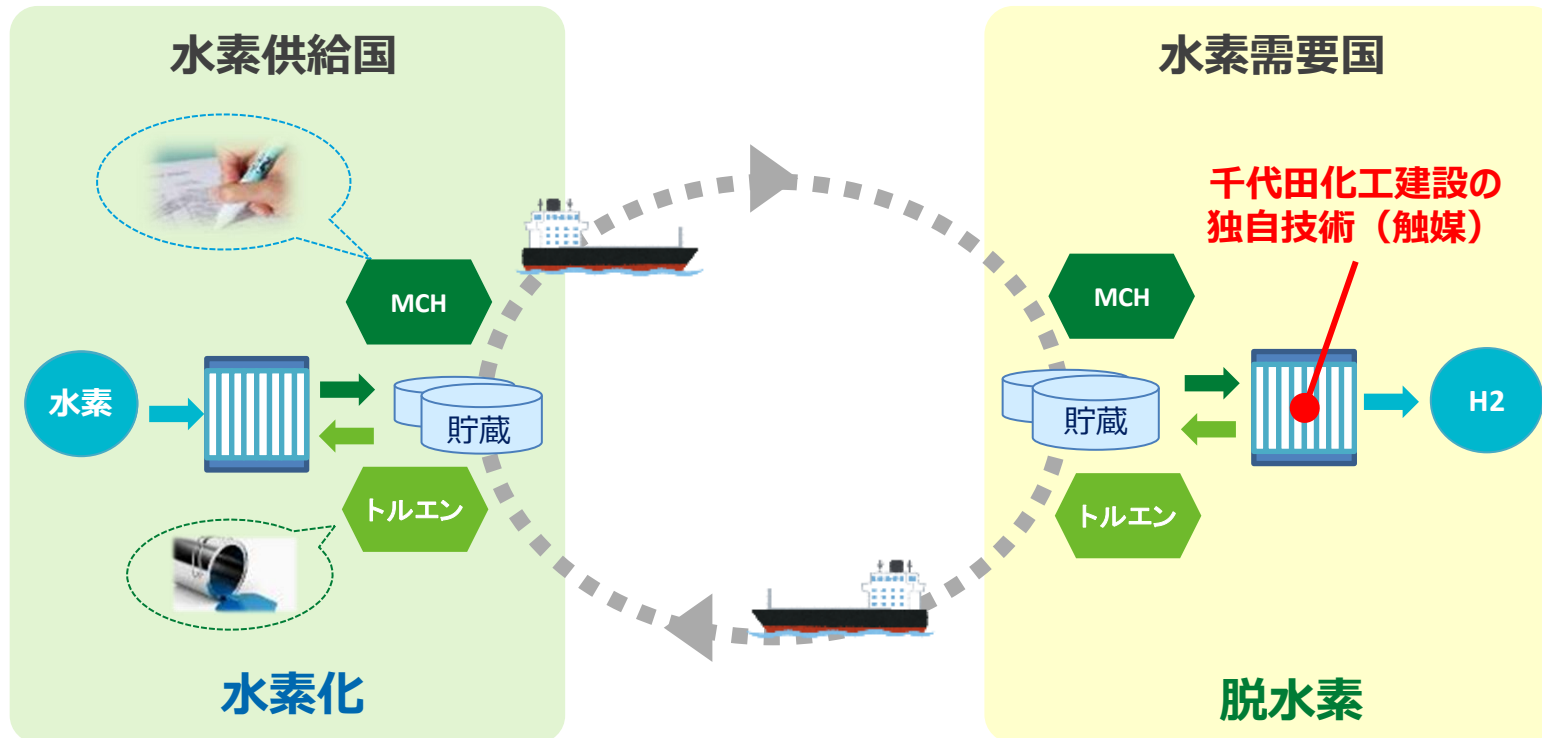 水素供給国
MCH
水素
貯蔵
トルエン
水素化
水素需要国
千代田化工建設の
独自技術（触媒）
MCH
貯蔵
H2
トルエン
脱水素